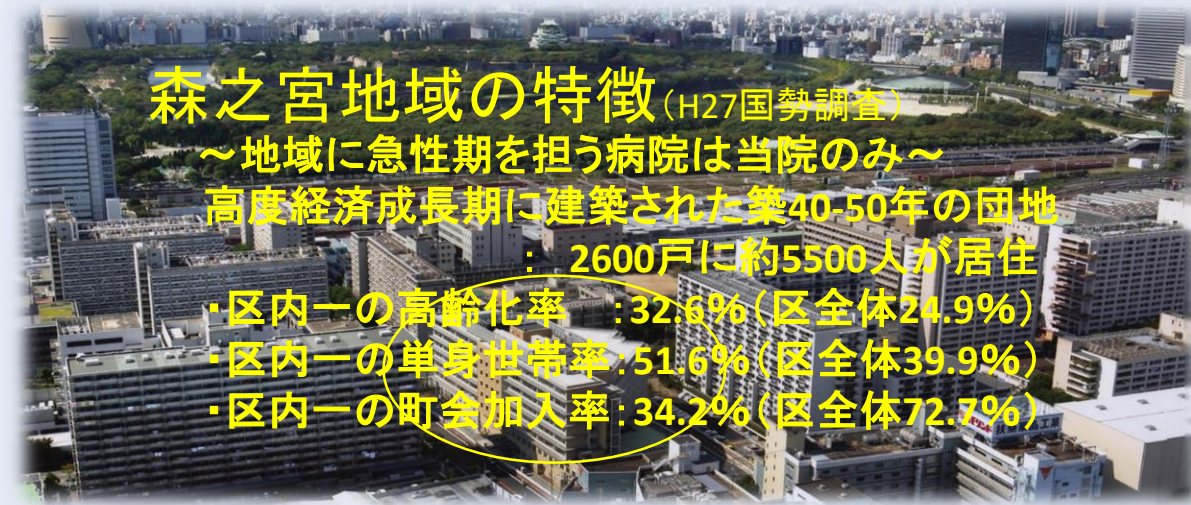 森之宮地域の特徴(H27国勢調査)
～地域に急性期を担う病院は当院のみ～
高度経済成長期に建築された築40-50年の団地
: 2600戸に約5500人が居住
・区内一の高齢化率 :32.6%(区全体24.9%)
・区内一の単身世帯率:51.6%(区全体39.9%)
・区内一の町会加入率:34.2%(区全体72.7%)